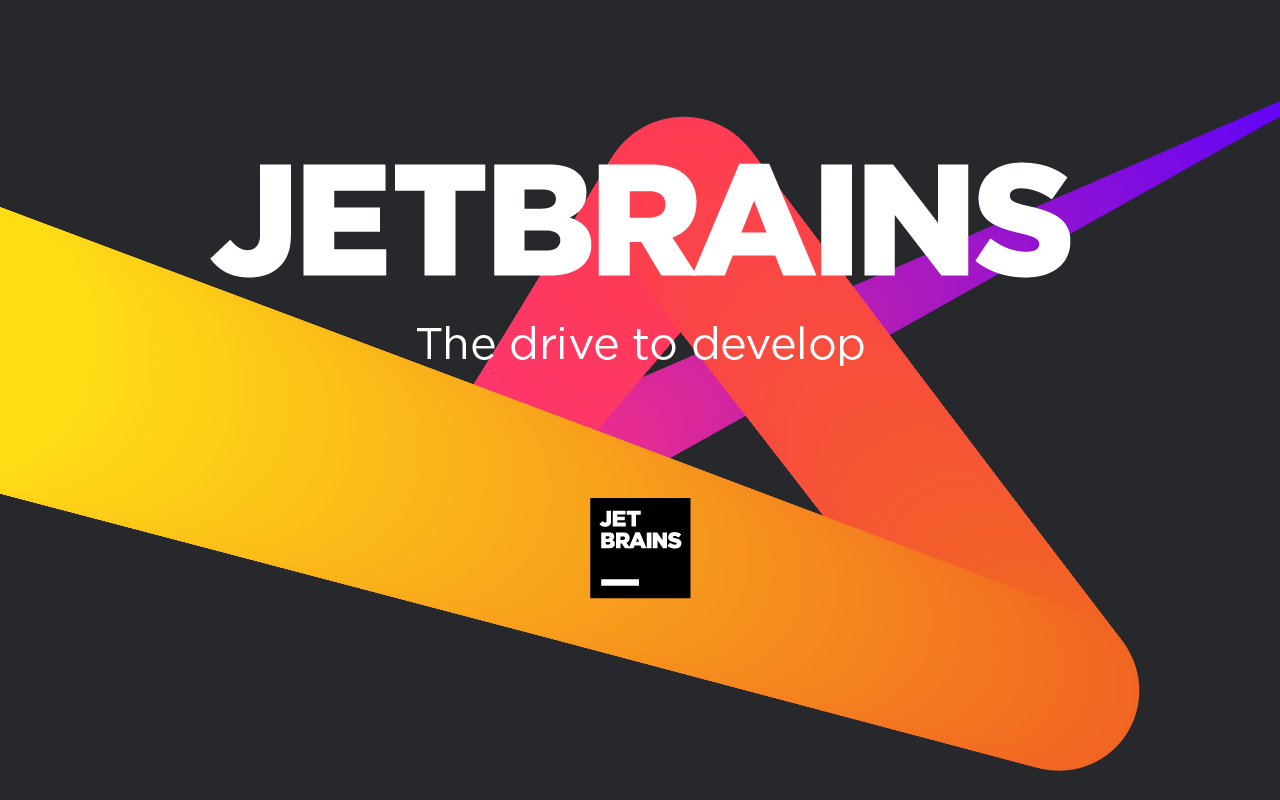 JETBRAINS
The drive to develop
JET
BRAINS